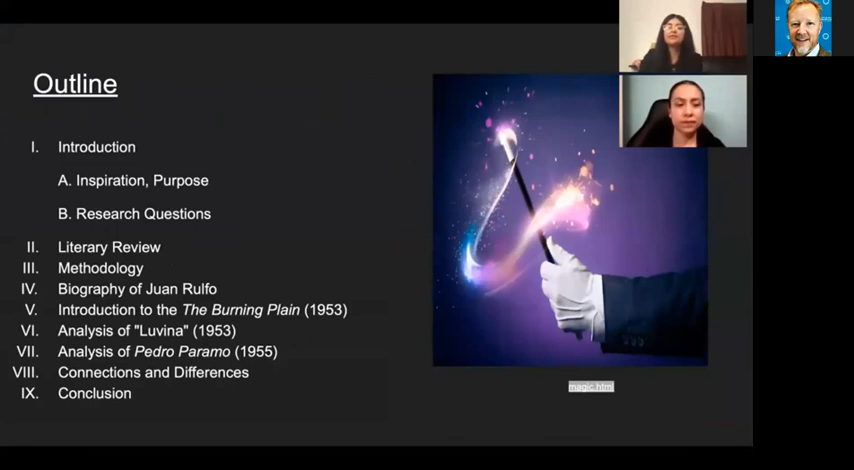 Outline
I. Introduction
A. Inspiration, Purpose
B. Research Questions
II. Literary Review
III. Methodology
IV. Biography of Juan Rulfo
V. Introduction to the The Burning Plain (1953)
VI. Analysis of "Luvina" (1953)
VII. Analysis of Pedro Paramo (1955)
VIII. Connections and Differences
IX. Conclusion
magic.html